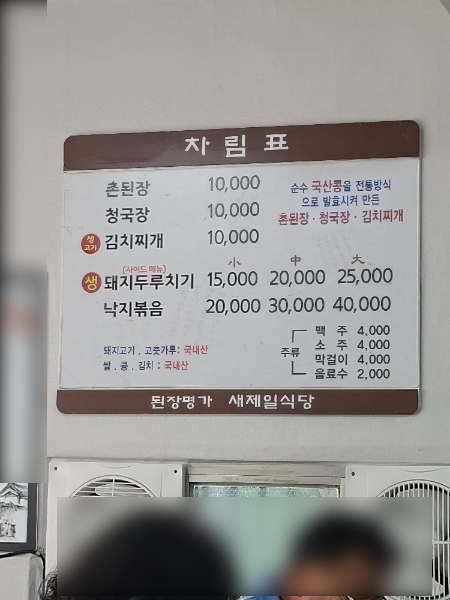 차림표
촌된장 10,000
청국장 10,000
생고기 김치찌개 10,000
순수 국산콩을 전통방식
으로 발효시켜 만든
촌된장 · 청국장 · 김치찌개
小 中 大
(사이드 메뉴)
생 돼지두루치기 15,000 20,000 25,000
낙지볶음 20,000 30,000 40,000
돼지고기 . 고춧가루: 국내산
쌀 . 콩 . 김치 : 국내산
주류
맥 주 4,000
소 주 4,000
막걸이 4,000
음료수 2,000
된장명가 새제일식당